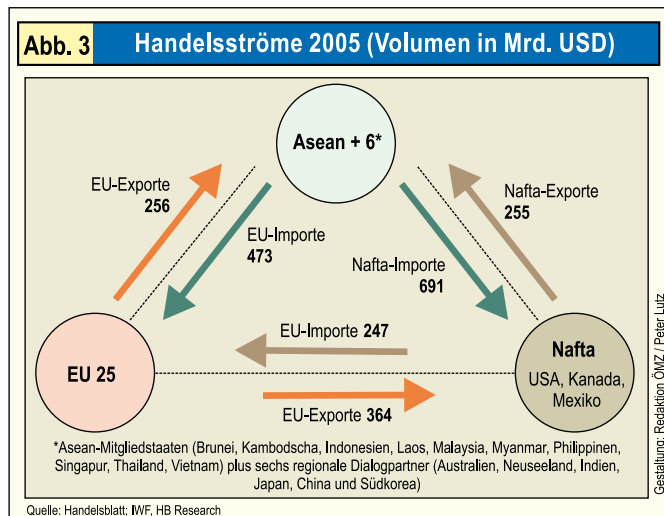 Abb. 3
Handelsströme 2005 (Volumen in Mrd. USD)
Asean + 6*
EU-Exporte
256
Nafta-Exporte
255
EU-Importe
473
Nafta-Importe
691
EU-Importe 247
EU 25
Nafta
USA, Kanada,
Mexiko
EU-Exporte 364
*Asean-Mitgliedstaaten (Brunei, Kambodscha, Indonesien, Laos, Malaysia, Myanmar, Philippinen,
Singapur, Thailand, Vietnam) plus sechs regionale Dialogpartner (Australien, Neuseeland, Indien,
Japan, China und Südkorea)
Quelle: Handelsblatt; IWF, HB Research
Gestaltung: Redaktion ÖMZ / Peter Lutz